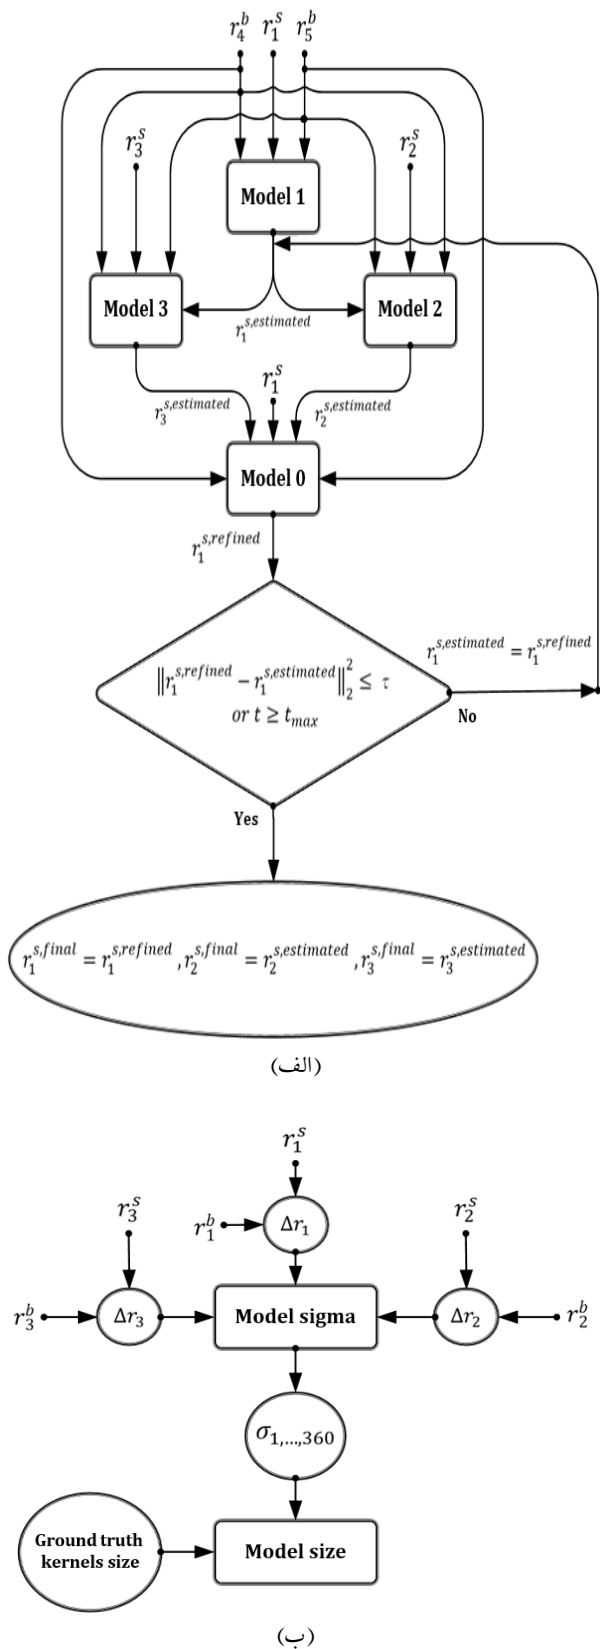 r_4^b r_1^s r_5^b
r_3^s r_2^s
Model 1
Model 3 Model 2
r_1^{s,estimated}
r_1^s
r_3^{s,estimated} r_2^{s,estimated}
Model 0
r_1^{s,refined}
r_1^{s,estimated} = r_1^{s,refined}
‖r_1^{s,refined} − r_1^{s,estimated}‖_2^2 ≤ τ
or t ≥ t_{max}
No
Yes
r_1^{s,final} = r_1^{s,refined} , r_2^{s,final} = r_2^{s,estimated} , r_3^{s,final} = r_3^{s,estimated}
(الف)
r_1^s
r_3^s r_2^s
r_1^b Δr_1
r_3^b Δr_3 Model sigma Δr_2 r_2^b
σ_{1,...,360}
Ground truth
kernels size
Model size
(ب)